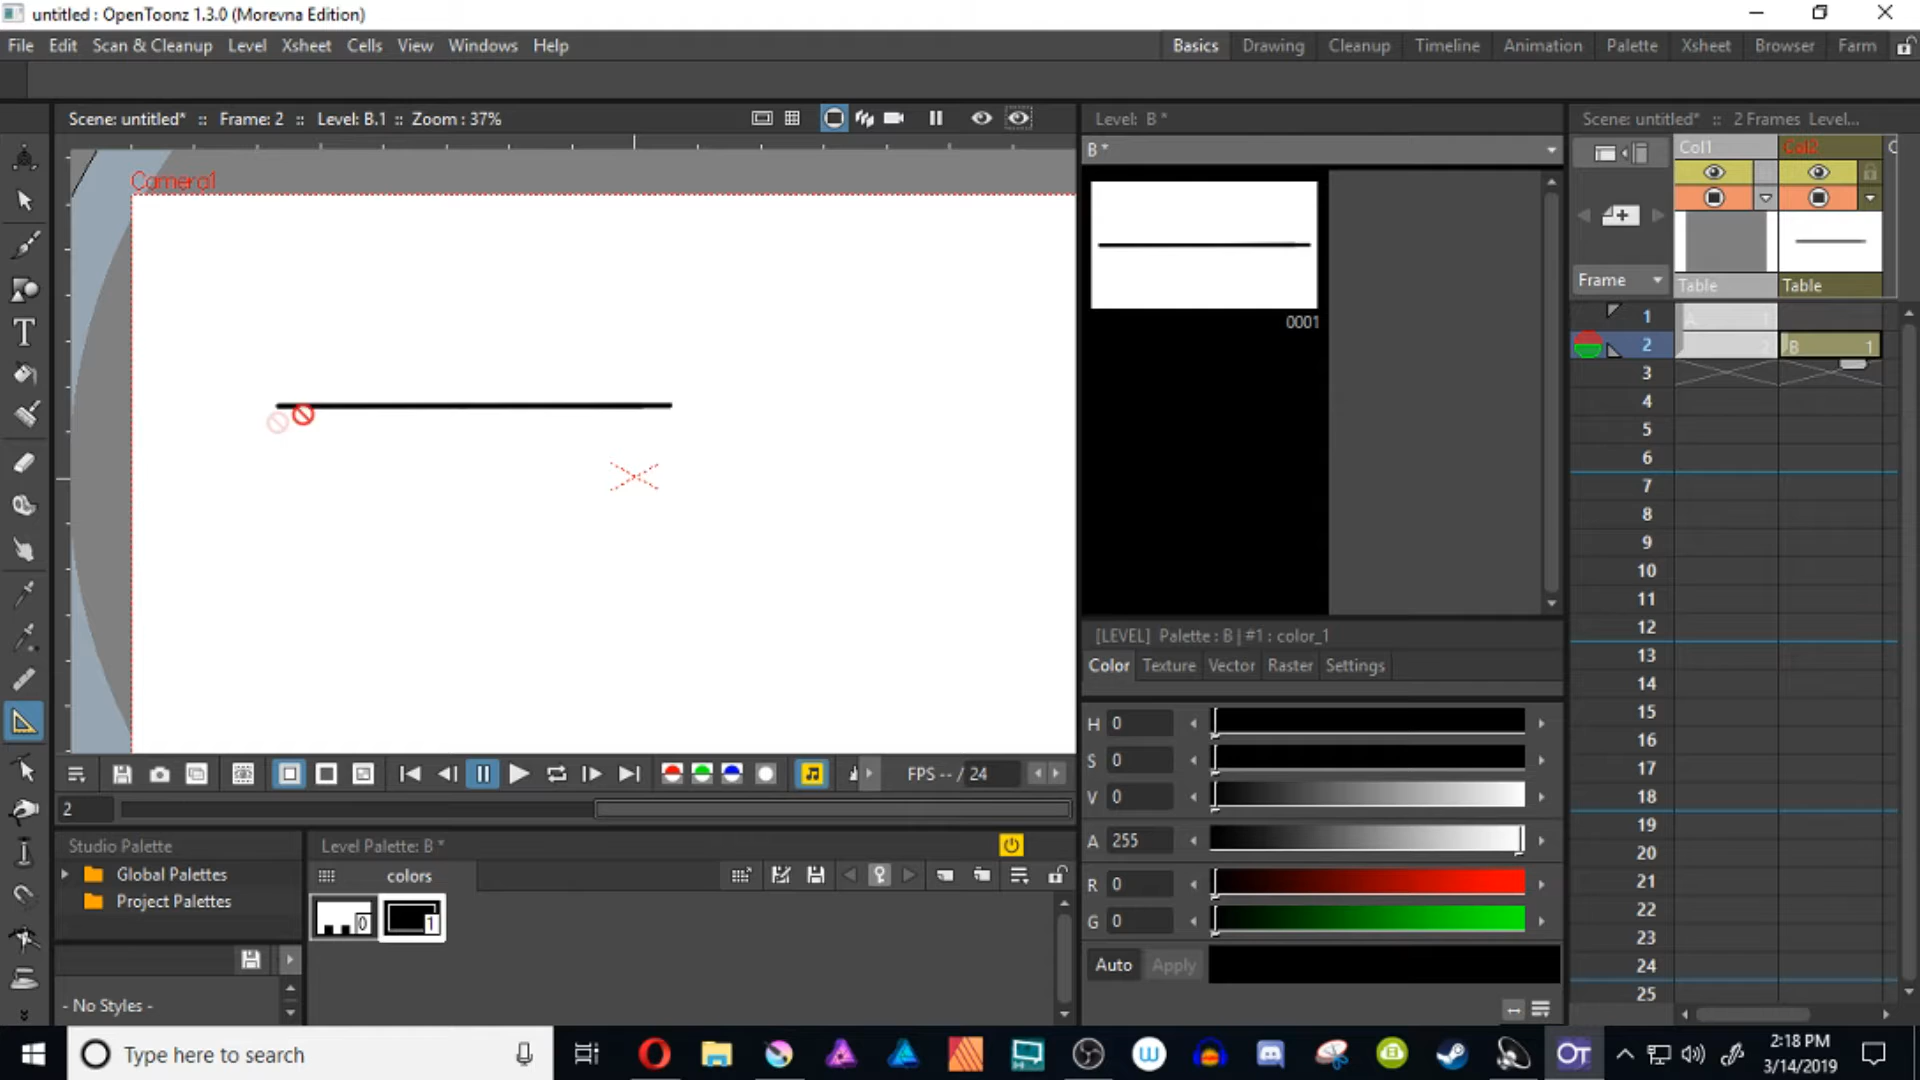 untitled : OpenToonz 1.3.0 (Morevna Edition)
File Edit Scan & Cleanup Level Xsheet Cells View Windows Help
Basics Drawing Cleanup Timeline Animation Palette Xsheet Browser Farm
Scene: untitled* :: Frame: 2 :: Level: B.1 :: Zoom : 37%
Level: B *
Scene: untitled* :: 2 Frames Level...
B *
Col1 Col2
Camera1
Frame
Table Table
0001
1
2 B 1
3
4
5
6
7
8
9
10
11
12
13
14
15
16
17
18
19
20
21
22
23
24
25
[LEVEL] Palette : B | #1 : color_1
Color Texture Vector Raster Settings
H 0
S 0
V 0
A 255
R 0
G 0
Auto Apply
FPS -- / 24
2
Studio Palette
Global Palettes
Project Palettes
- No Styles -
Level Palette: B *
colors
0 1
Type here to search
2:18 PM
3/14/2019